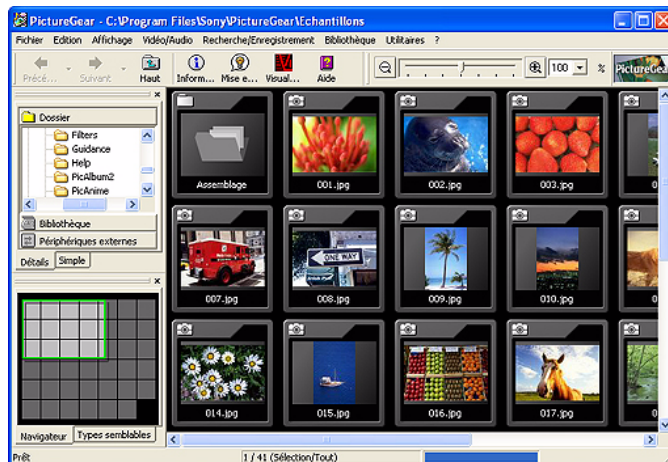 PictureGear - C:\Program Files\Sony\PictureGear\Echantillons
Fichier Edition Affichage Vidéo/Audio Recherche/Enregistrement Bibliothèque Utilitaires ?
Précé... Suivant Haut Inform... Mise e... Visual... Aide 100 % PictureGea
Dossier
Filters
Guidance
Help
PicAlbum2
PicAnime
Bibliothèque
Périphériques externes
Détails Simple
Assemblage 001.jpg 002.jpg 003.jpg
ONE WAY
007.jpg 008.jpg 009.jpg 010.jpg
014.jpg 015.jpg 016.jpg 017.jpg
Navigateur Types semblables
Prêt 1 / 41 (Sélection/Tout)